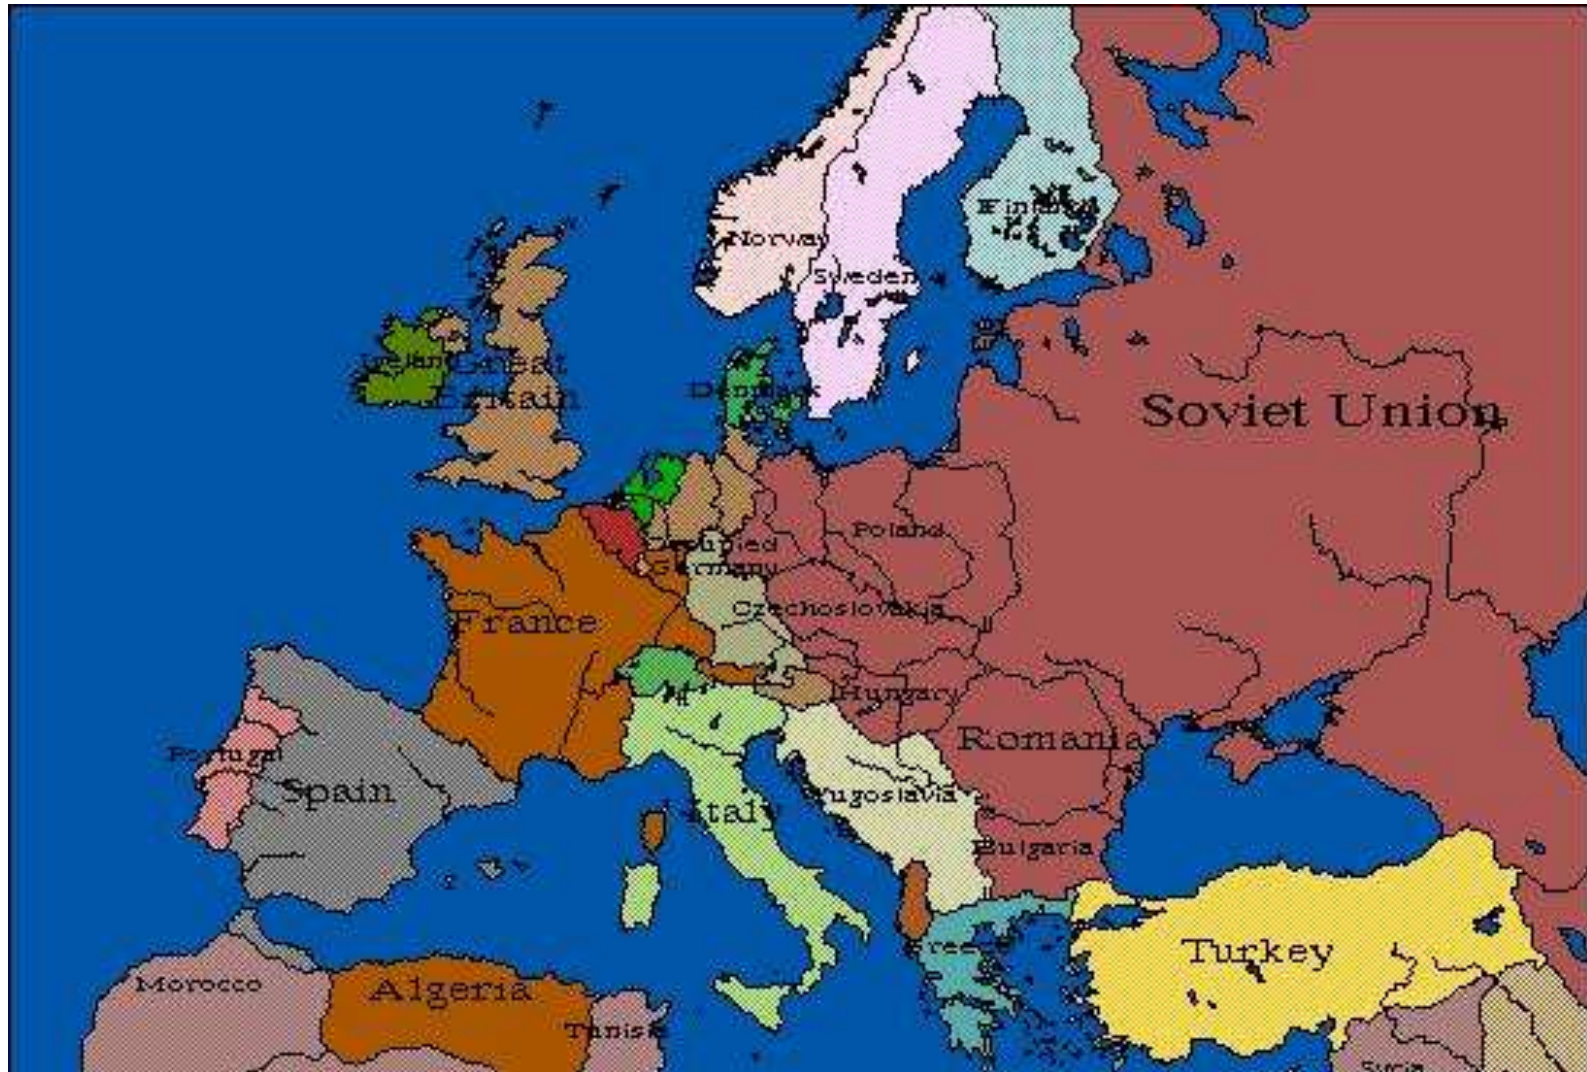 Finland
Norway
Sweden
Ireland
Great
Britain
Denmark
Soviet Union
Poland
Occupied
Germany
Czechoslovakia
France
Hungary
Romania
Portugal
Spain
Italy
Yugoslavia
Bulgaria
Greece
Turkey
Morocco
Algeria
Tunisia
Syria